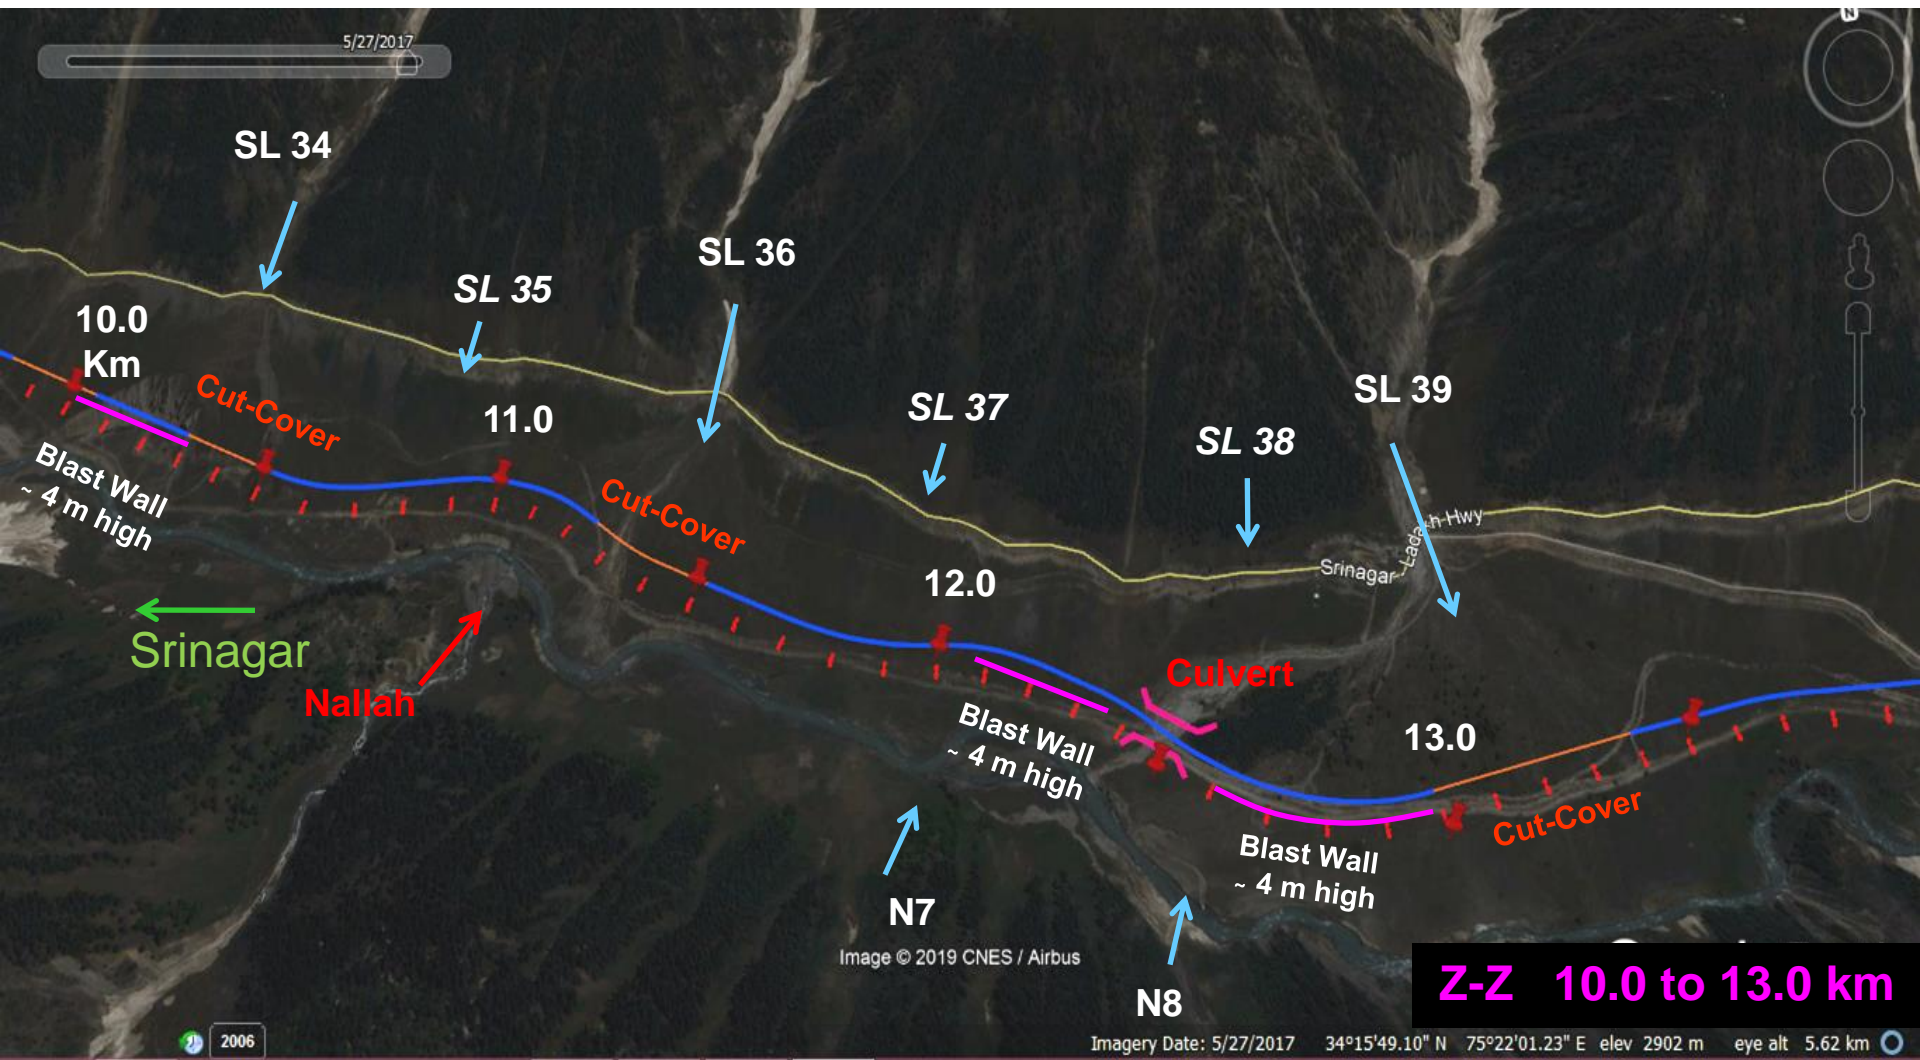 5/27/2017
N
SL 34
SL 35
SL 36
SL 37
SL 38
SL 39
10.0
Km
Cut-Cover
11.0
Blast Wall
~ 4 m high
Cut-Cover
12.0
Srinagar
Nallah
Srinagar - Ladakh Hwy
Culvert
Blast Wall
~ 4 m high
13.0
Cut-Cover
Blast Wall
~ 4 m high
N7
N8
Image © 2019 CNES / Airbus
Z-Z 10.0 to 13.0 km
2006
Imagery Date: 5/27/2017 34°15'49.10" N 75°22'01.23" E elev 2902 m eye alt 5.62 km